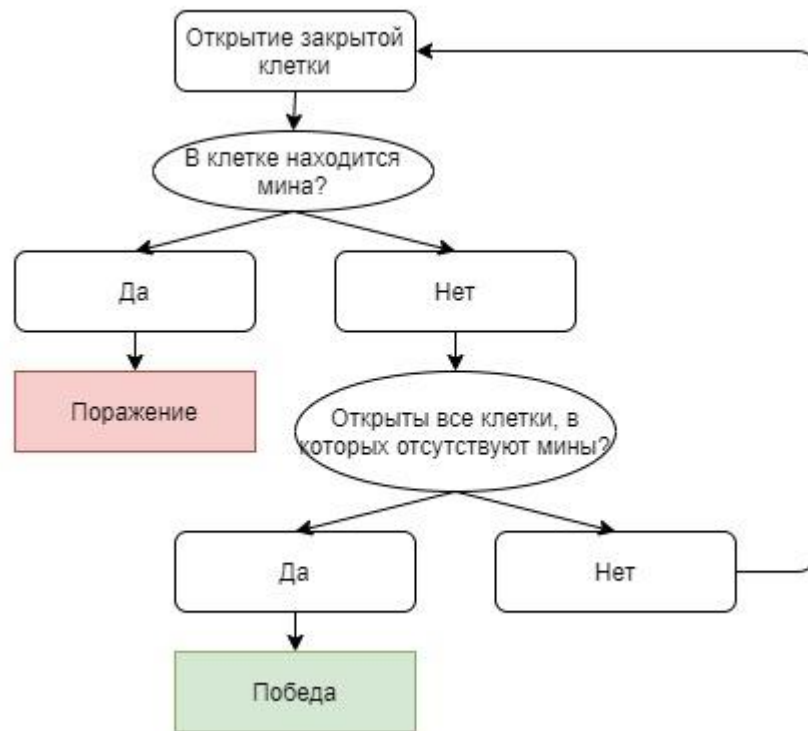 Открытие закрытой
клетки
В клетке находится
мина?
Да
Нет
Поражение
Открыты все клетки, в
которых отсутствуют мины?
Да
Нет
Победа